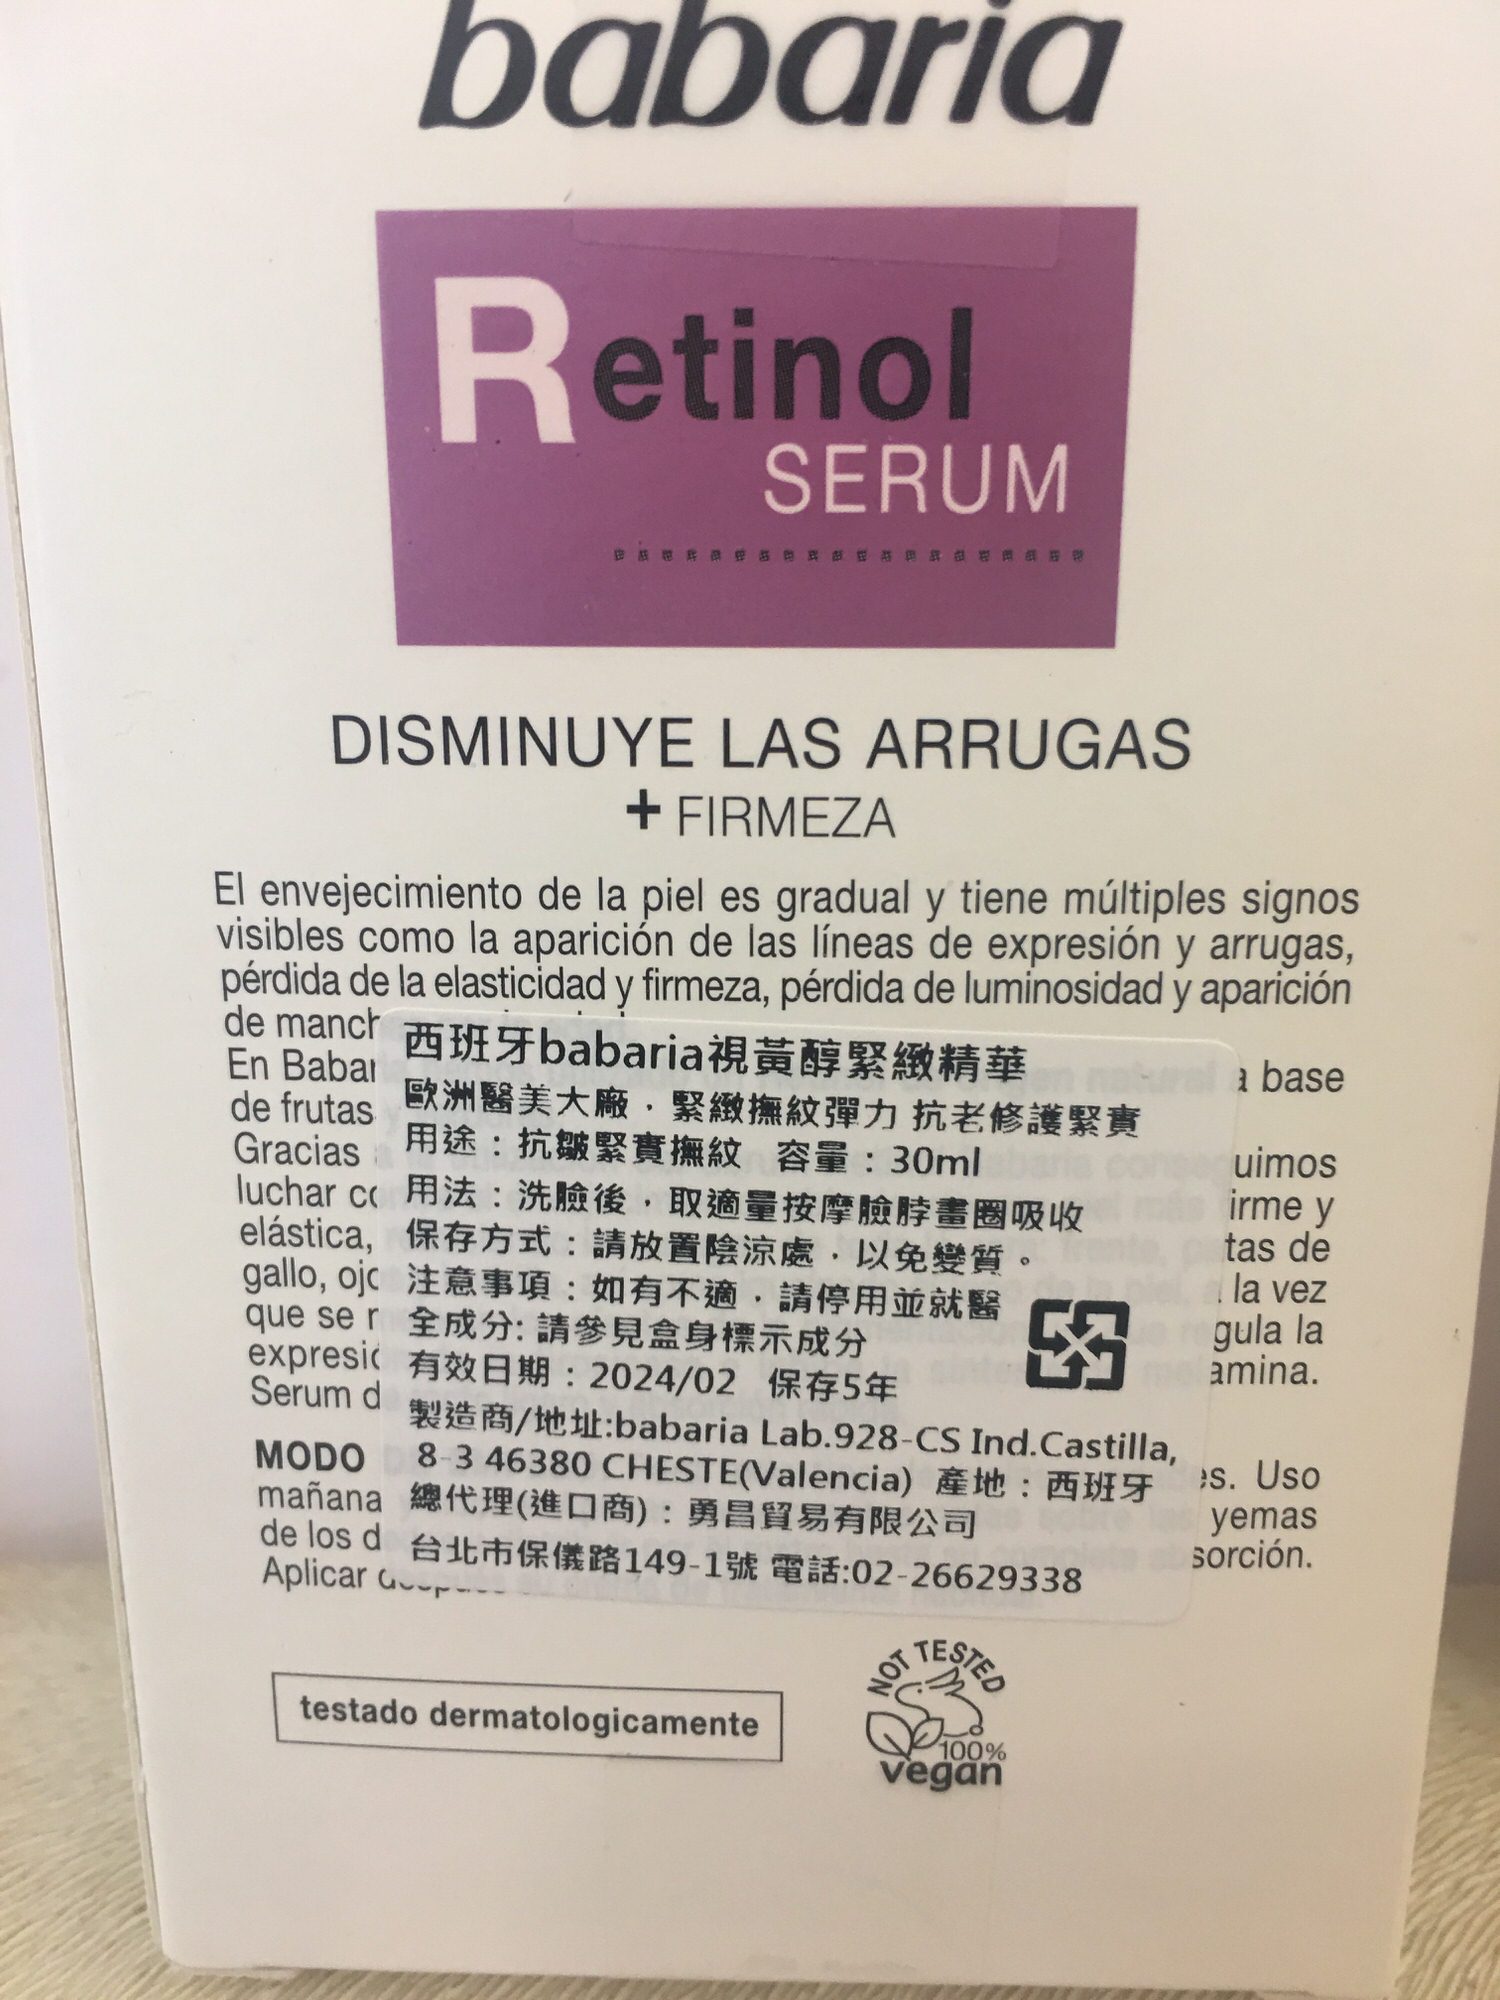 babaria
Retinol
SERUM
DISMINUYE LAS ARRUGAS
+ FIRMEZA
El envejecimiento de la piel es gradual y tiene múltiples signos
visibles como la aparición de las líneas de expresión y arrugas,
pérdida de la elasticidad y firmeza, pérdida de luminosidad y aparición
de manch
En Babar a base
de frutas
Gracias uimos
luchar irme y
elástica, tas de
gallo, ojo la vez
que se gula la
expresi amina.
Serum d
西班牙babaria視黃醇緊緻精華
歐洲醫美大廠，緊緻撫紋彈力 抗老修護緊實
用途：抗皺緊實撫紋 容量：30ml
用法：洗臉後，取適量按摩臉脖畫圈吸收
保存方式：請放置陰涼處，以免變質。
注意事項：如有不適，請停用並就醫
全成分: 請參見盒身標示成分
有效日期：2024/02 保存5年
製造商/地址:babaria Lab.928-CS Ind.Castilla,
8-3 46380 CHESTE(Valencia) 產地：西班牙
總代理(進口商)：勇昌貿易有限公司
台北市保儀路149-1號 電話:02-26629338
MODO es. Uso
mañana yemas
de los d sorción.
Aplicar
testado dermatologicamente
NOT TESTED
100%
vegan